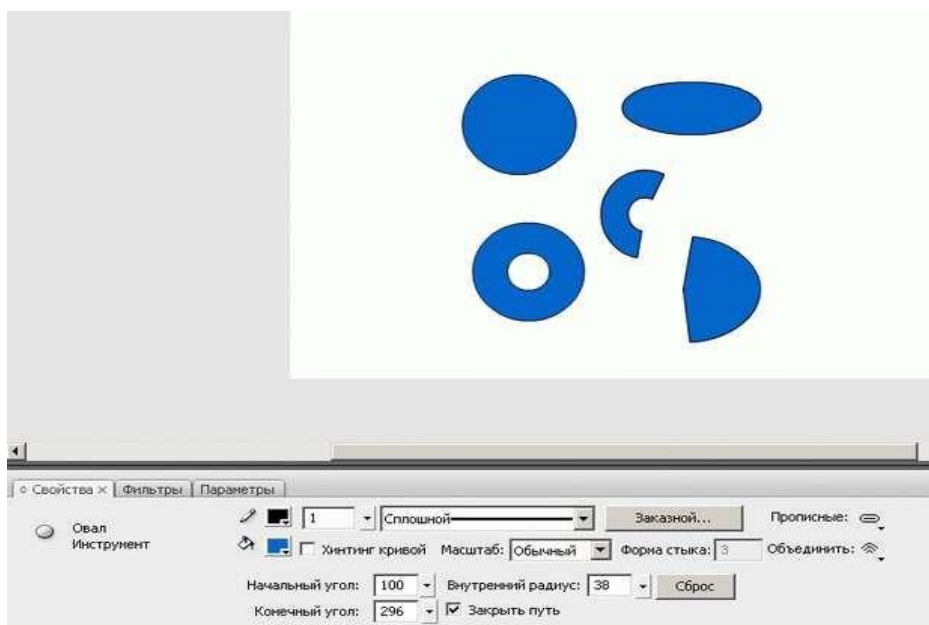 Свойства × Фильтры Параметры
Овал
Инструмент
1 Сплошной Заказной... Прописные:
Хинтинг кривой Масштаб: Обычный Форма стыка: 3 Объединить:
Начальный угол: 100 Внутренний радиус: 38 Сброс
Конечный угол: 296 Закрыть путь